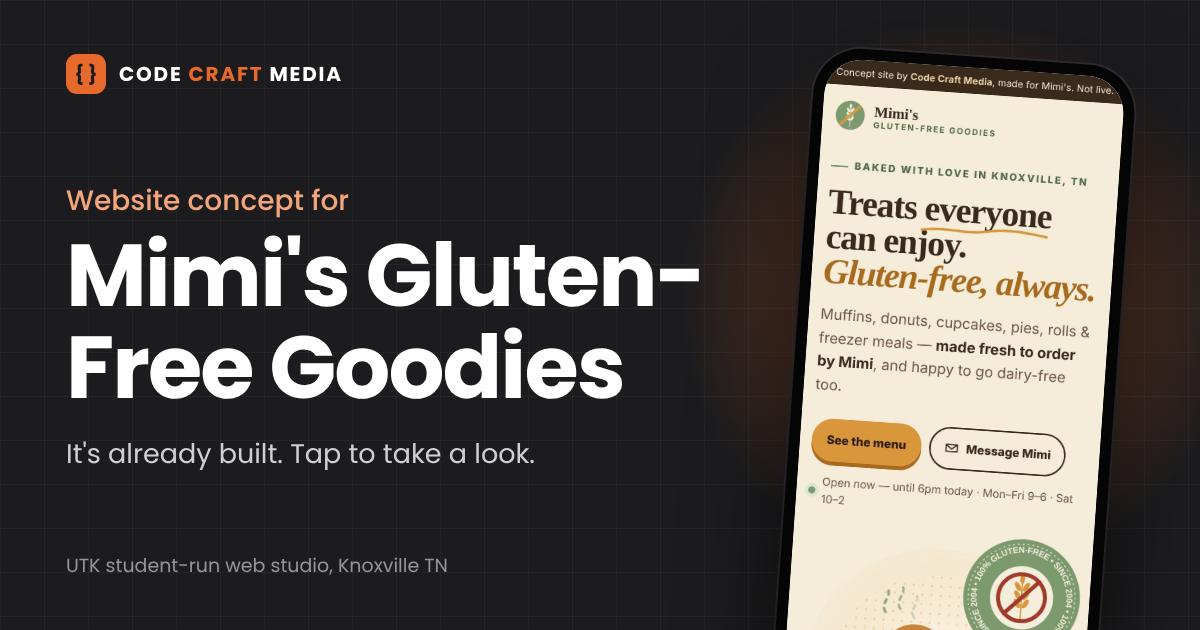 { } CODE CRAFT MEDIA
Website concept for
Mimi's Gluten-
Free Goodies
It's already built. Tap to take a look.
UTK student-run web studio, Knoxville TN
Concept site by Code Craft Media, made for Mimi's. Not live.
Mimi's
GLUTEN-FREE GOODIES
BAKED WITH LOVE IN KNOXVILLE, TN
Treats everyone
can enjoy.
Gluten-free, always.
Muffins, donuts, cupcakes, pies, rolls &
freezer meals — made fresh to order
by Mimi, and happy to go dairy-free
too.
See the menu
Message Mimi
Open now — until 6pm today · Mon–Fri 9–6 · Sat
10–2
100% GLUTEN-FREE • SINCE 2004 • 100%
SINCE 2004 •